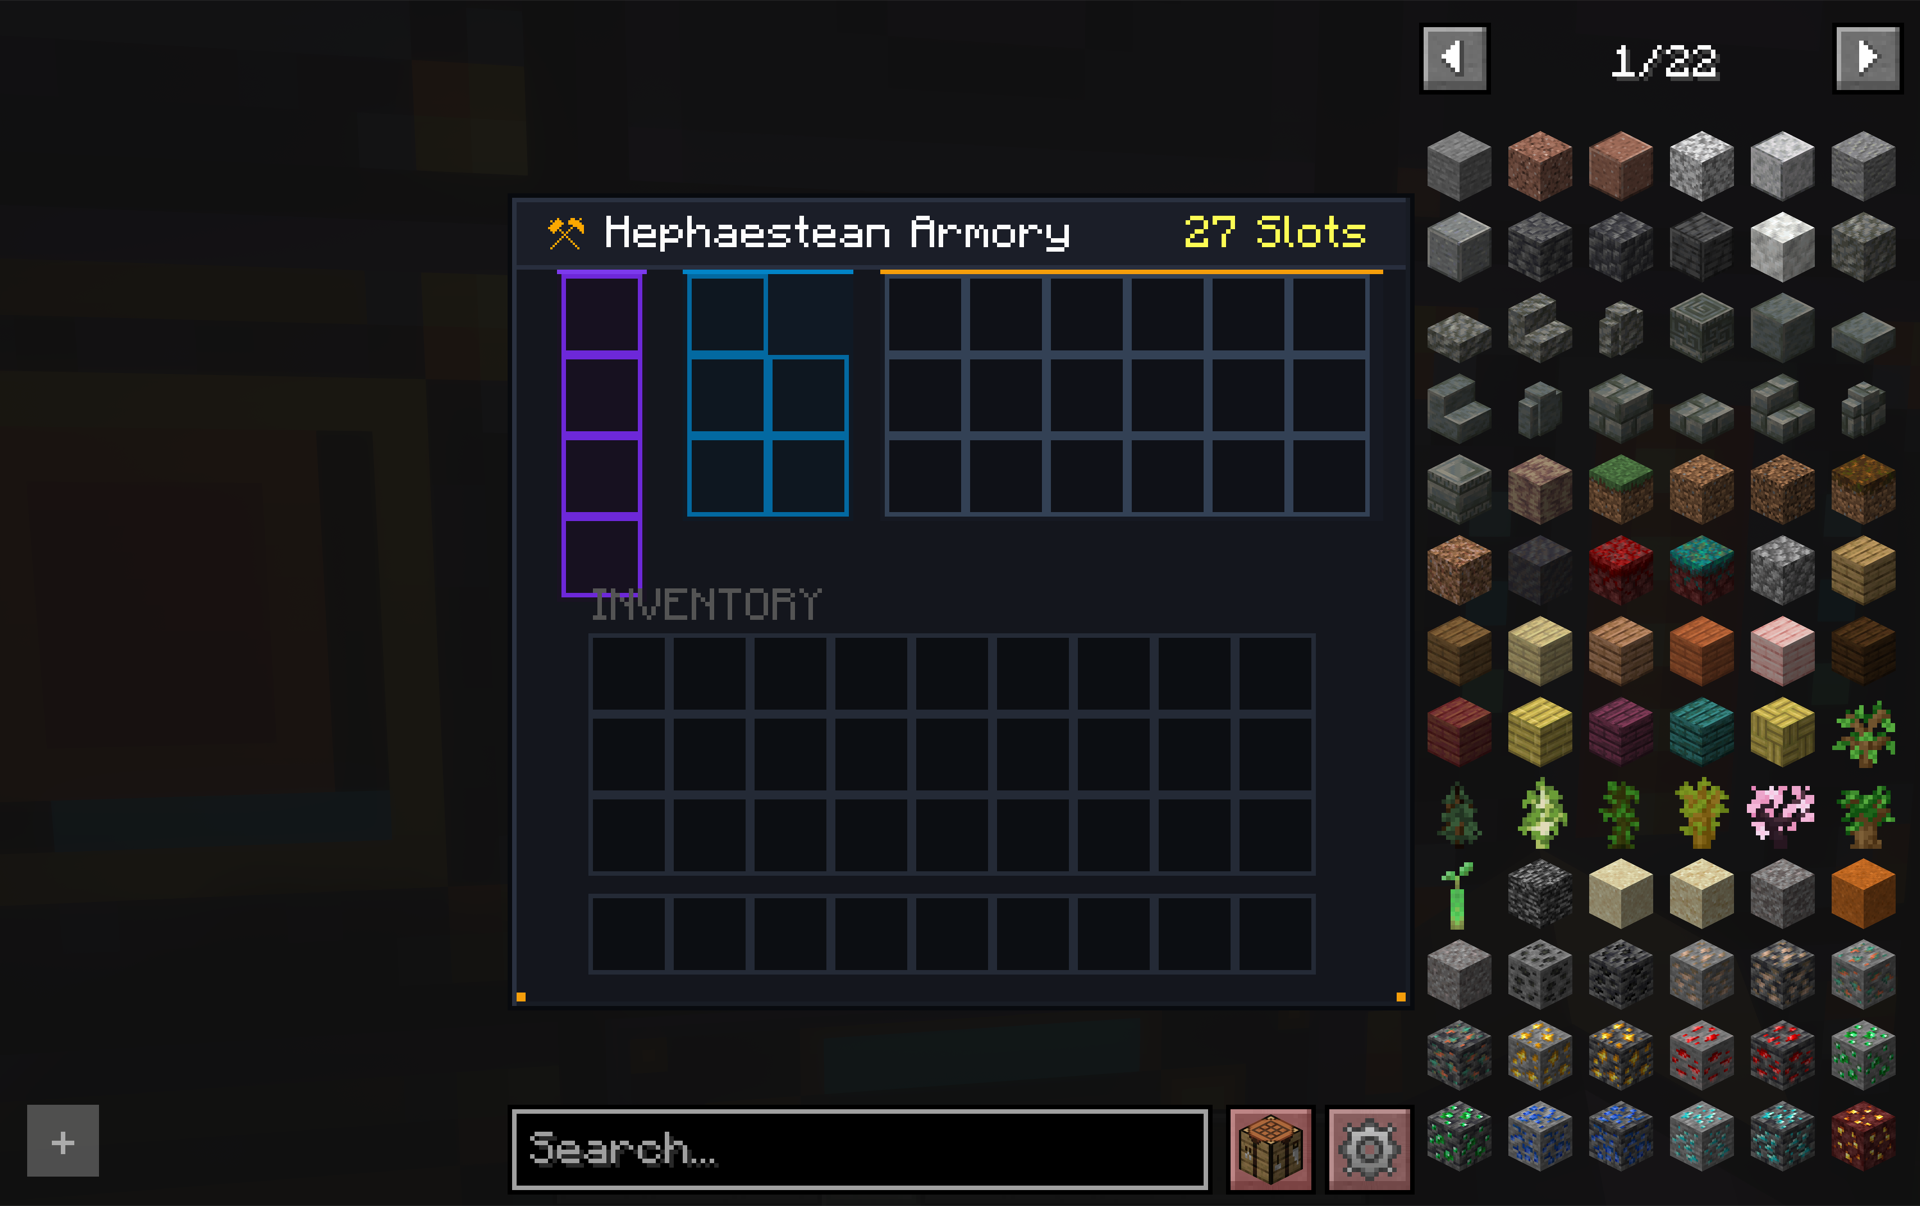 1/22
Hephaestean Armory
27 Slots
INVENTORY
Search...
+